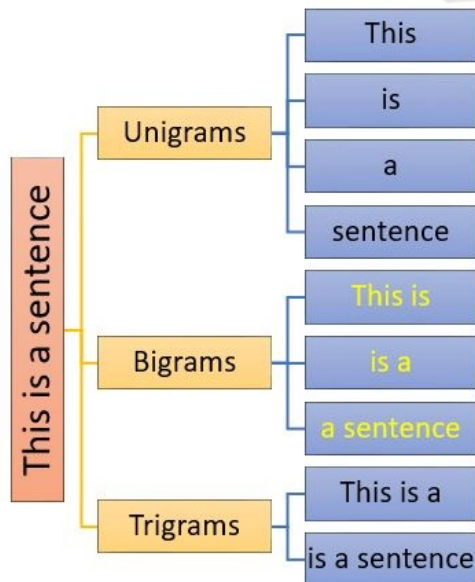 This is a sentence
Unigrams
This
is
a
sentence
Bigrams
This is
is a
a sentence
Trigrams
This is a
is a sentence